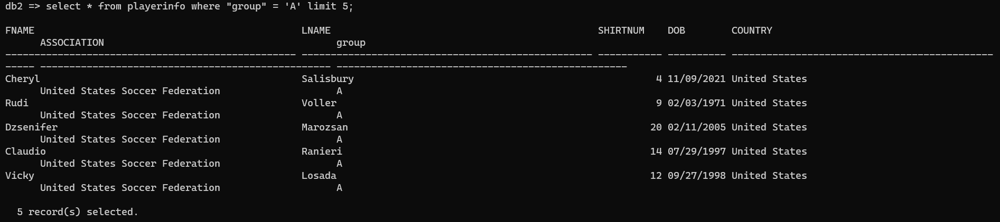 db2 => select * from playerinfo where "group" = 'A' limit 5;
FNAME LNAME SHIRTNUM DOB COUNTRY
ASSOCIATION group
-------------------------------------------------- -------------------------------------------------- ----------- ---------- ---------------------------------------------
----- -------------------------------------------------- --------------------------------------------------
Cheryl Salisbury 4 11/09/2021 United States
United States Soccer Federation A
Rudi Voller 9 02/03/1971 United States
United States Soccer Federation A
Dzsenifer Marozsan 20 02/11/2005 United States
United States Soccer Federation A
Claudio Ranieri 14 07/29/1997 United States
United States Soccer Federation A
Vicky Losada 12 09/27/1998 United States
United States Soccer Federation A
5 record(s) selected.